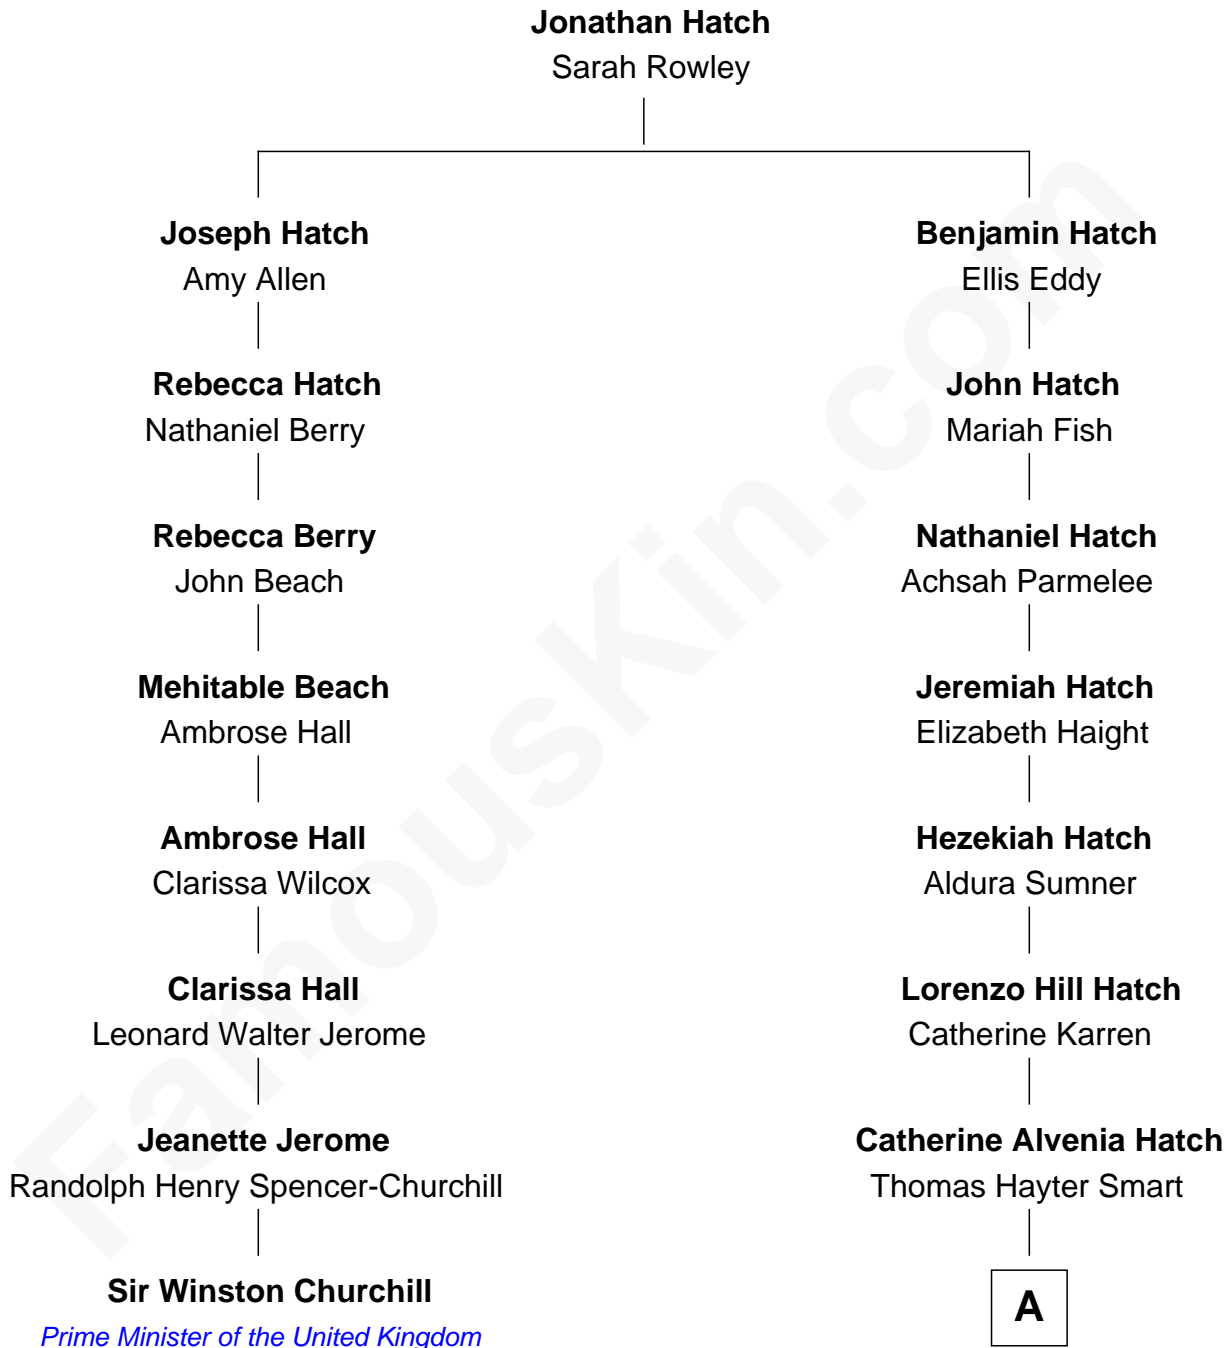 Jonathan Hatch
Sarah Rowley
Joseph Hatch
Amy Allen
Benjamin Hatch
Ellis Eddy
Rebecca Hatch
Nathaniel Berry
John Hatch
Mariah Fish
Rebecca Berry
John Beach
Nathaniel Hatch
Achsah Parmelee
Mehitable Beach
Ambrose Hall
Jeremiah Hatch
Elizabeth Haight
Ambrose Hall
Clarissa Wilcox
Hezekiah Hatch
Aldura Sumner
Clarissa Hall
Leonard Walter Jerome
Lorenzo Hill Hatch
Catherine Karren
Jeanette Jerome
Randolph Henry Spencer-Churchill
Catherine Alvenia Hatch
Thomas Hayter Smart
Sir Winston Churchill
Prime Minister of the United Kingdom
A
FamousKin.com